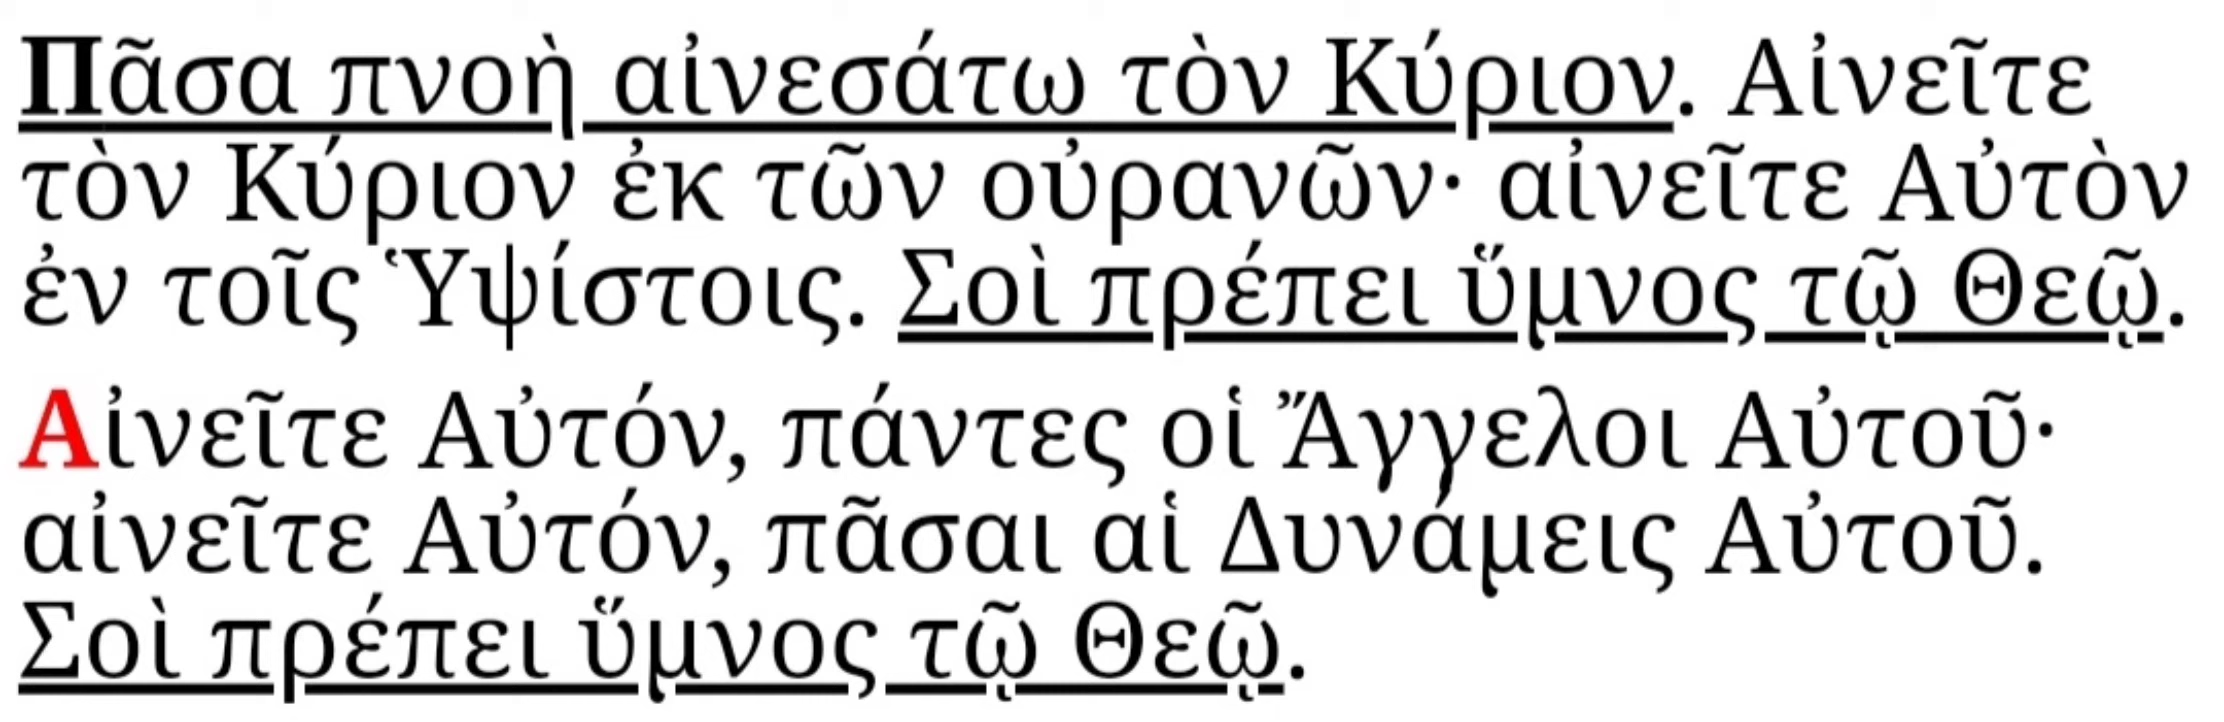 Πᾶσα πνοὴ αἰνεσάτω τὸν Κύριον. Αἰνεῖτε
τὸν Κύριον ἐκ τῶν οὐρανῶν· αἰνεῖτε Αὐτὸν
ἐν τοῖς Ὑψίστοις. Σοὶ πρέπει ὕμνος τῷ Θεῷ.
Αἰνεῖτε Αὐτόν, πάντες οἱ Ἄγγελοι Αὐτοῦ·
αἰνεῖτε Αὐτόν, πᾶσαι αἱ Δυνάμεις Αὐτοῦ.
Σοὶ πρέπει ὕμνος τῷ Θεῷ.